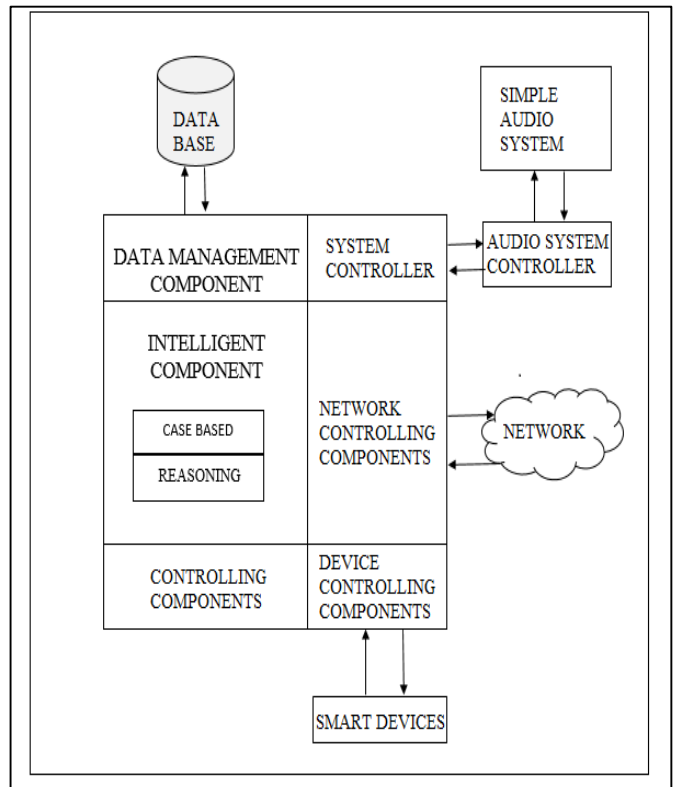 DATA
BASE
SIMPLE
AUDIO
SYSTEM
DATA MANAGEMENT
COMPONENT
SYSTEM
CONTROLLER
AUDIO SYSTEM
CONTROLLER
INTELLIGENT
COMPONENT
CASE BASED
REASONING
NETWORK
CONTROLLING
COMPONENTS
NETWORK
CONTROLLING
COMPONENTS
DEVICE
CONTROLLING
COMPONENTS
SMART DEVICES